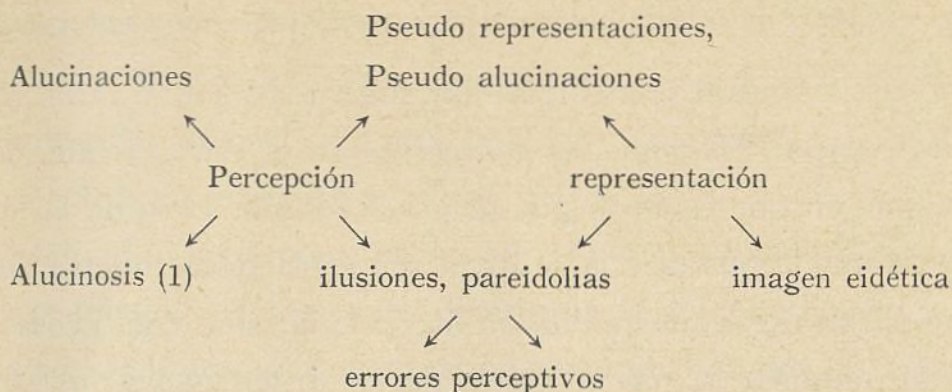 Pseudo representaciones,
Alucinaciones Pseudo alucinaciones
Percepción representación
Alucinosis (1) ilusiones, pareidolias imagen eidética
errores perceptivos